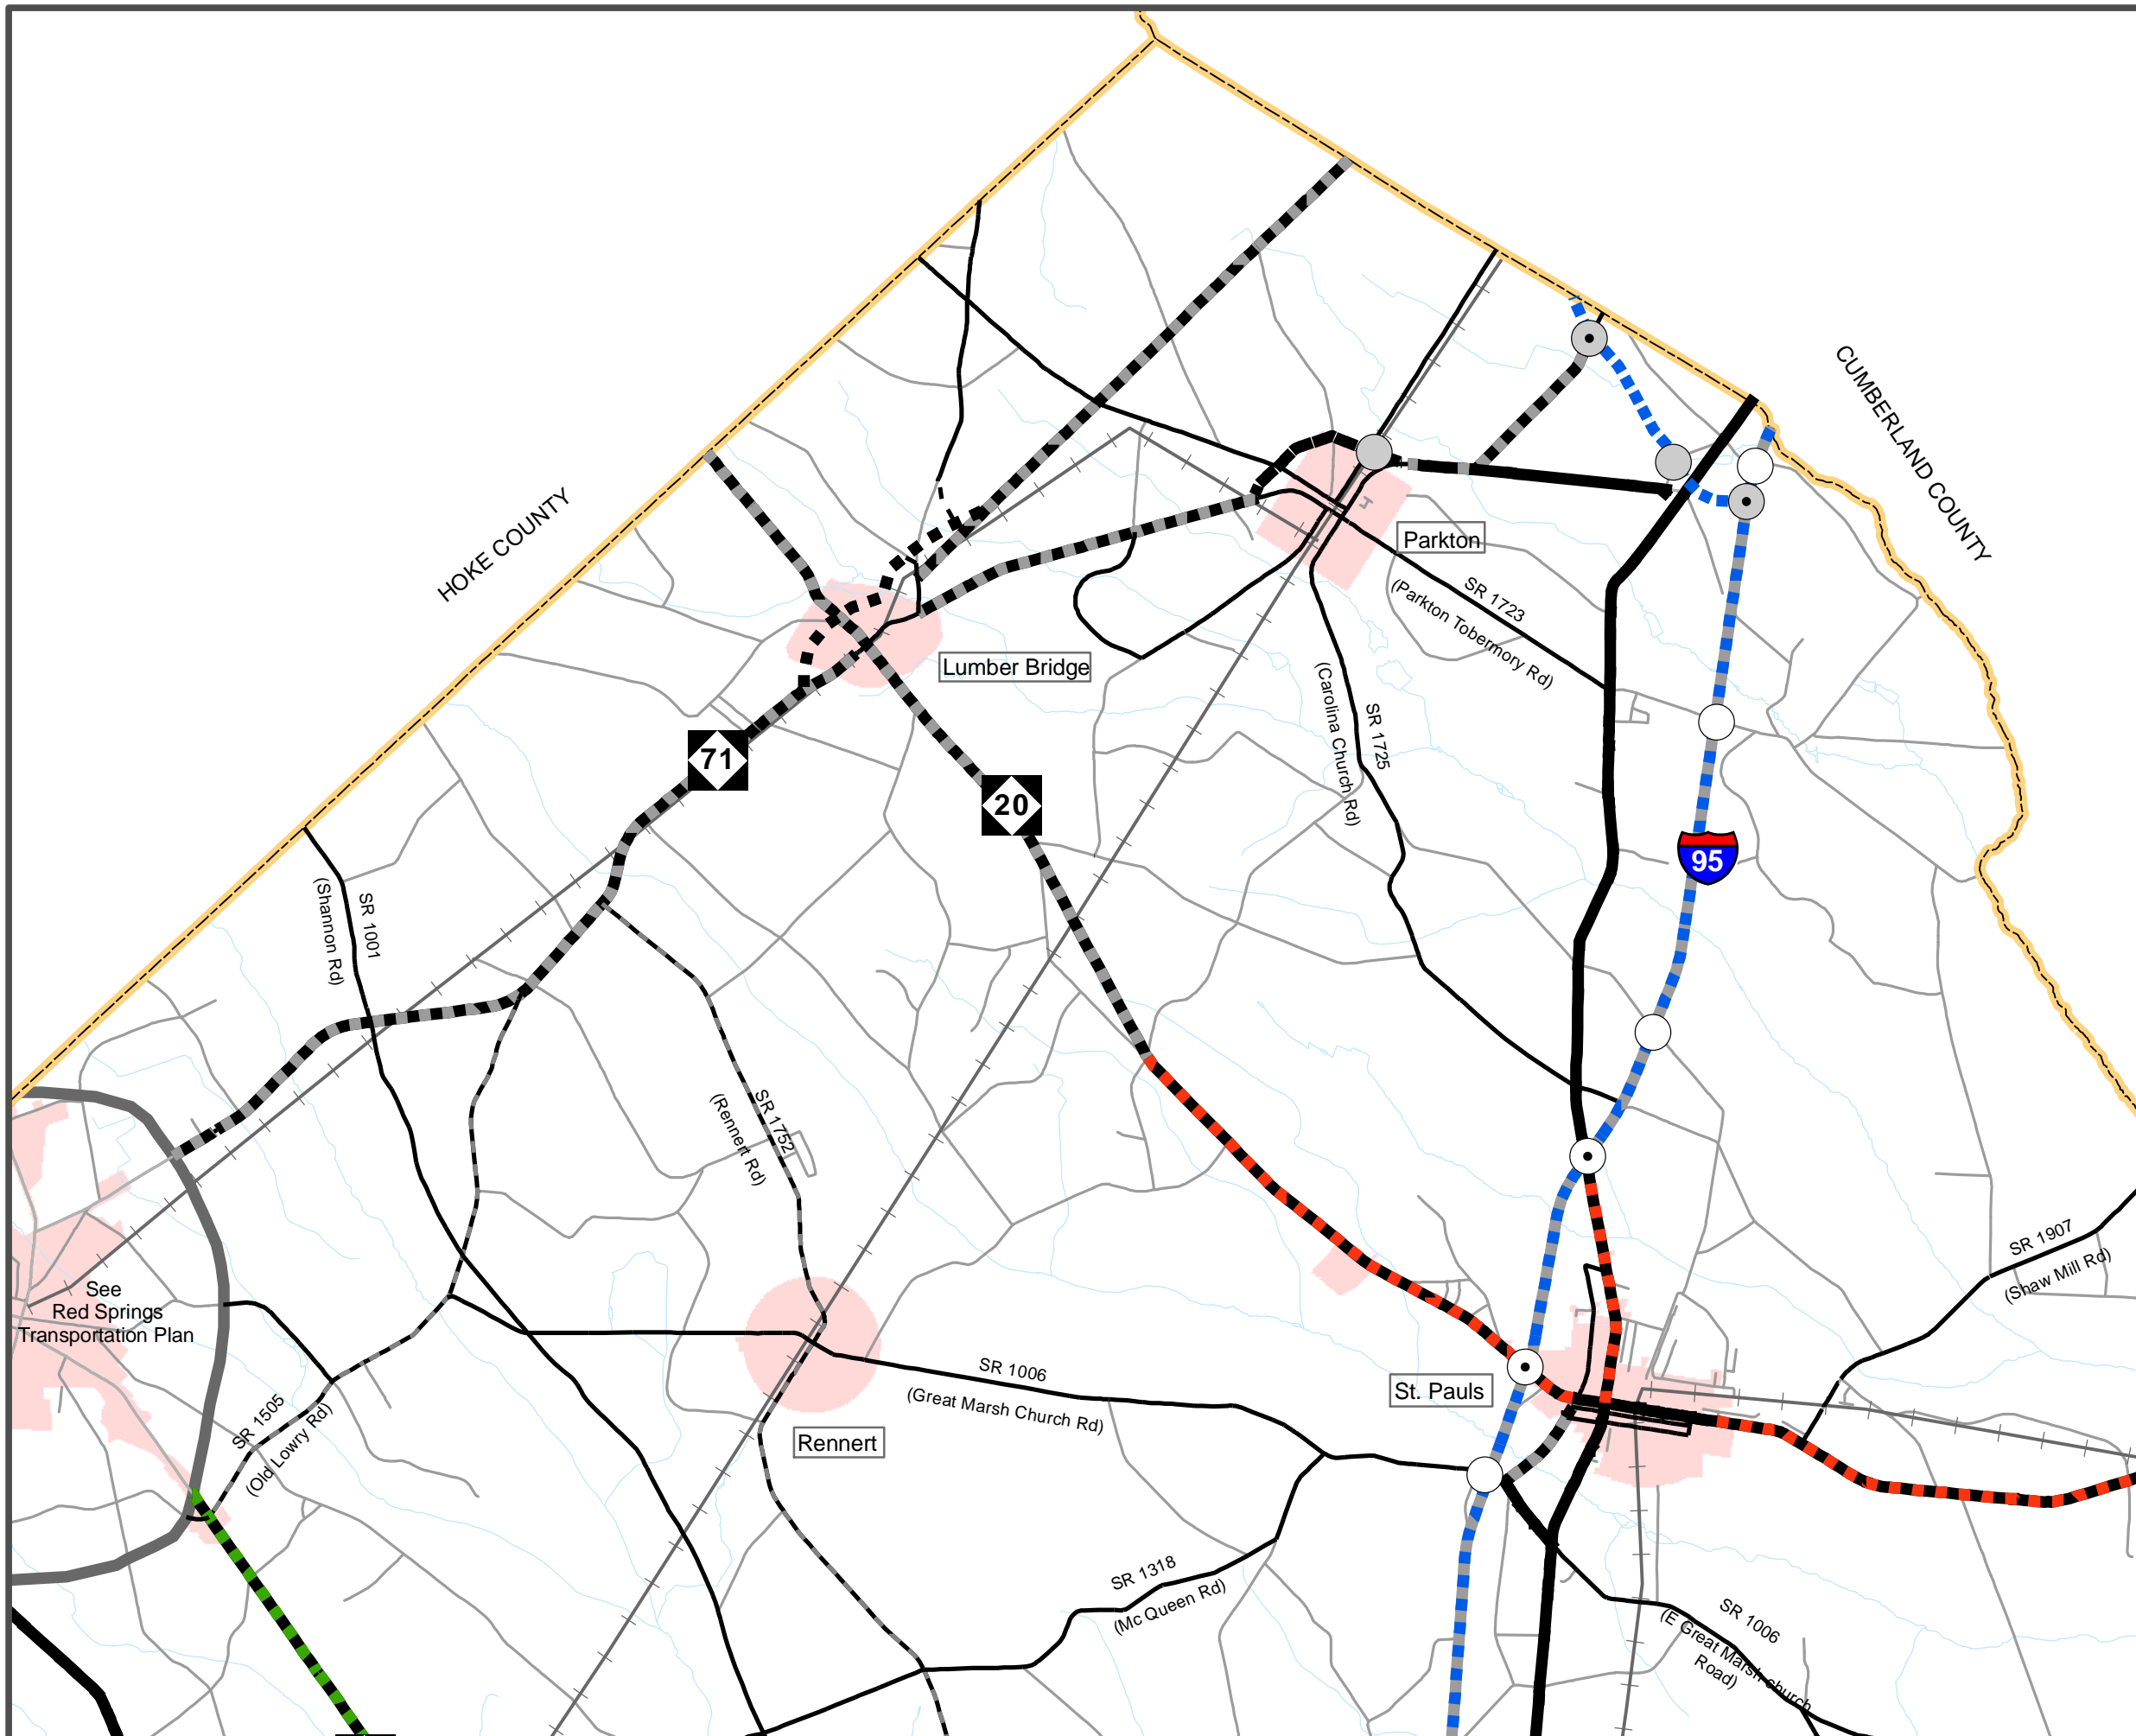 HOKE COUNTY
CUMBERLAND COUNTY
Parkton
SR 1723
(Parkton Tobermory Rd)
Lumber Bridge
71
20
SR 1725
(Carolina Church Rd)
95
SR 1001
(Shannon Rd)
SR 1752
(Rennert Rd)
SR 1907
(Shaw Mill Rd)
See
Red Springs
Transportation Plan
SR 1006
(Great Marsh Church Rd)
St. Pauls
Rennert
SR 1505
(Old Lowry Rd)
SR 1318
(Mc Queen Rd)
SR 1006
(E Great Marsh church
Road)